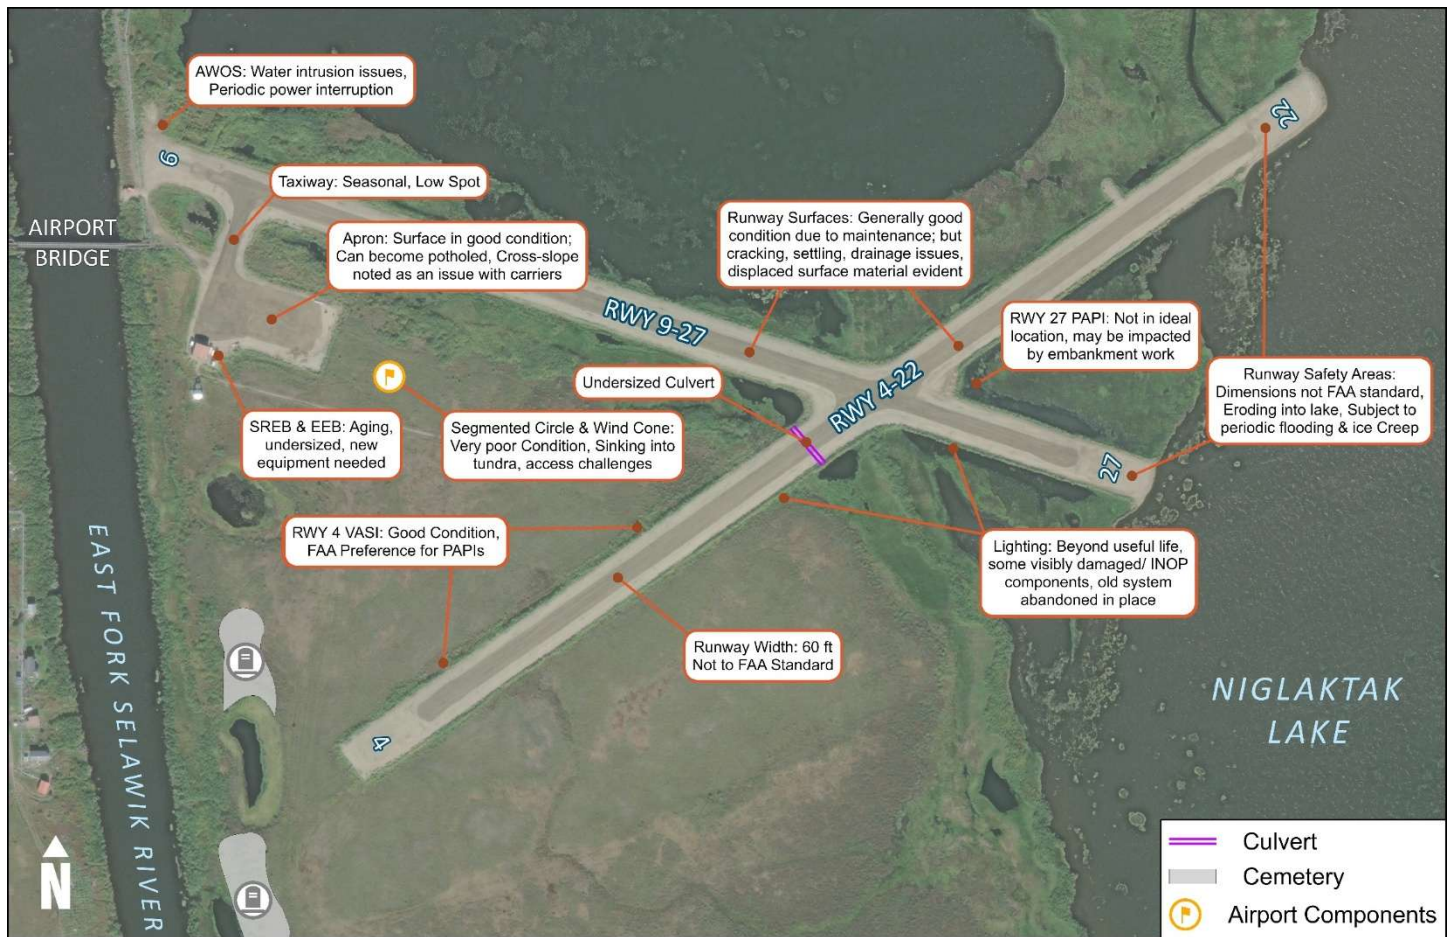 AWOS: Water intrusion issues,
Periodic power interruption
22
9
Taxiway: Seasonal, Low Spot
AIRPORT
BRIDGE
Apron: Surface in good condition;
Can become potholed, Cross-slope
noted as an issue with carriers
Runway Surfaces: Generally good
condition due to maintenance; but
cracking, settling, drainage issues,
displaced surface material evident
RWY 9-27
RWY 27 PAPI: Not in ideal
location, may be impacted
by embankment work
Undersized Culvert
RWY 4-22
Runway Safety Areas:
Dimensions not FAA standard,
Eroding into lake, Subject to
periodic flooding & ice Creep
SREB & EEB: Aging,
undersized, new
equipment needed
Segmented Circle & Wind Cone:
Very poor Condition, Sinking into
tundra, access challenges
27
RWY 4 VASI: Good Condition,
FAA Preference for PAPIs
Lighting: Beyond useful life,
some visibly damaged/ INOP
components, old system
abandoned in place
Runway Width: 60 ft
Not to FAA Standard
EAST FORK SELAWIK RIVER
NIGLAKTAK
LAKE
4
N
Culvert
Cemetery
Airport Components